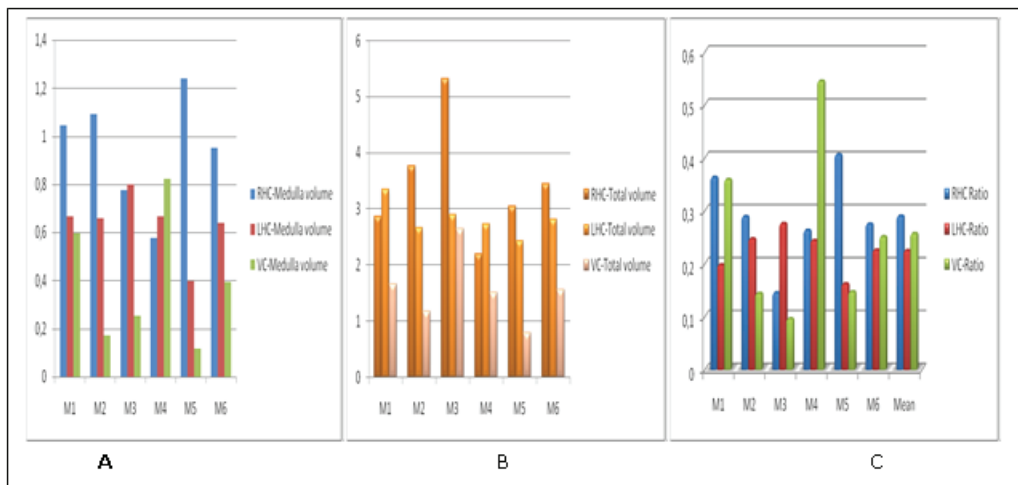 1,4
1,2
1
0,8
0,6
0,4
0,2
0
M1 M2 M3 M4 M5 M6
RHC-Medulla volume
LHC-Medulla volume
VC-Medulla volume
A
6
5
4
3
2
1
0
M1 M2 M3 M4 M5 M6
RHC-Total volume
LHC-Total volume
VC-Total volume
B
0,6
0,5
0,4
0,3
0,2
0,1
0
M1 M2 M3 M4 M5 M6 Mean
RHC Ratio
LHC-Ratio
VC-Ratio
C